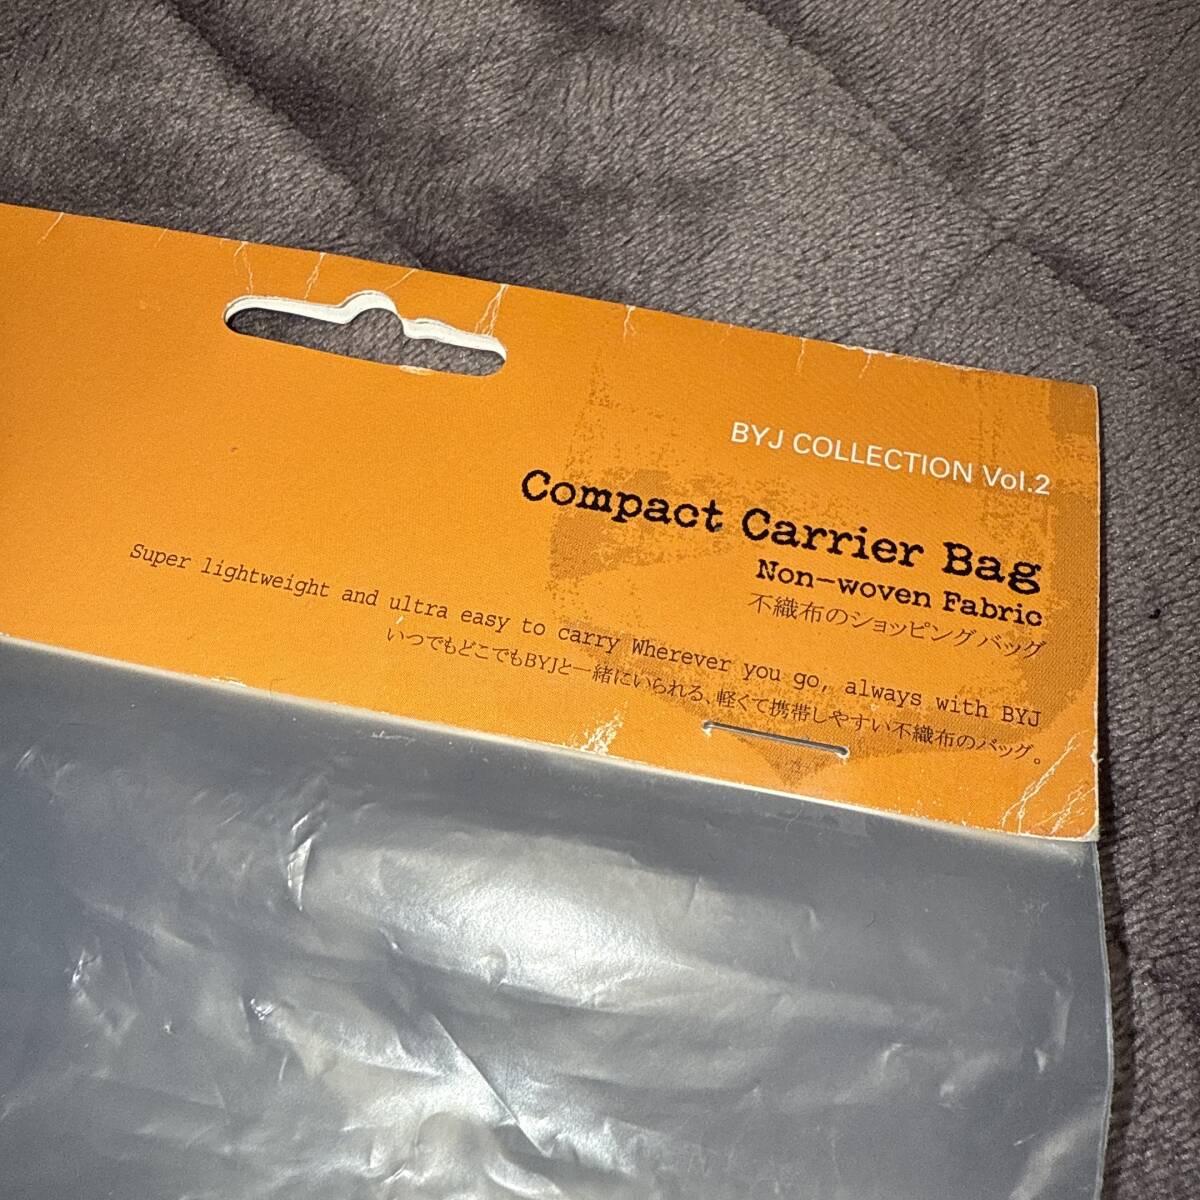 BYJ COLLECTION Vol.2
Compact Carrier Bag
Non-woven Fabric
不織布のショッピングバッグ
Super lightweight and ultra easy to carry Wherever you go, always with BYJ
いつでもどこでもBYJと一緒にいられる、軽くて携帯しやすい不織布のバッグ。